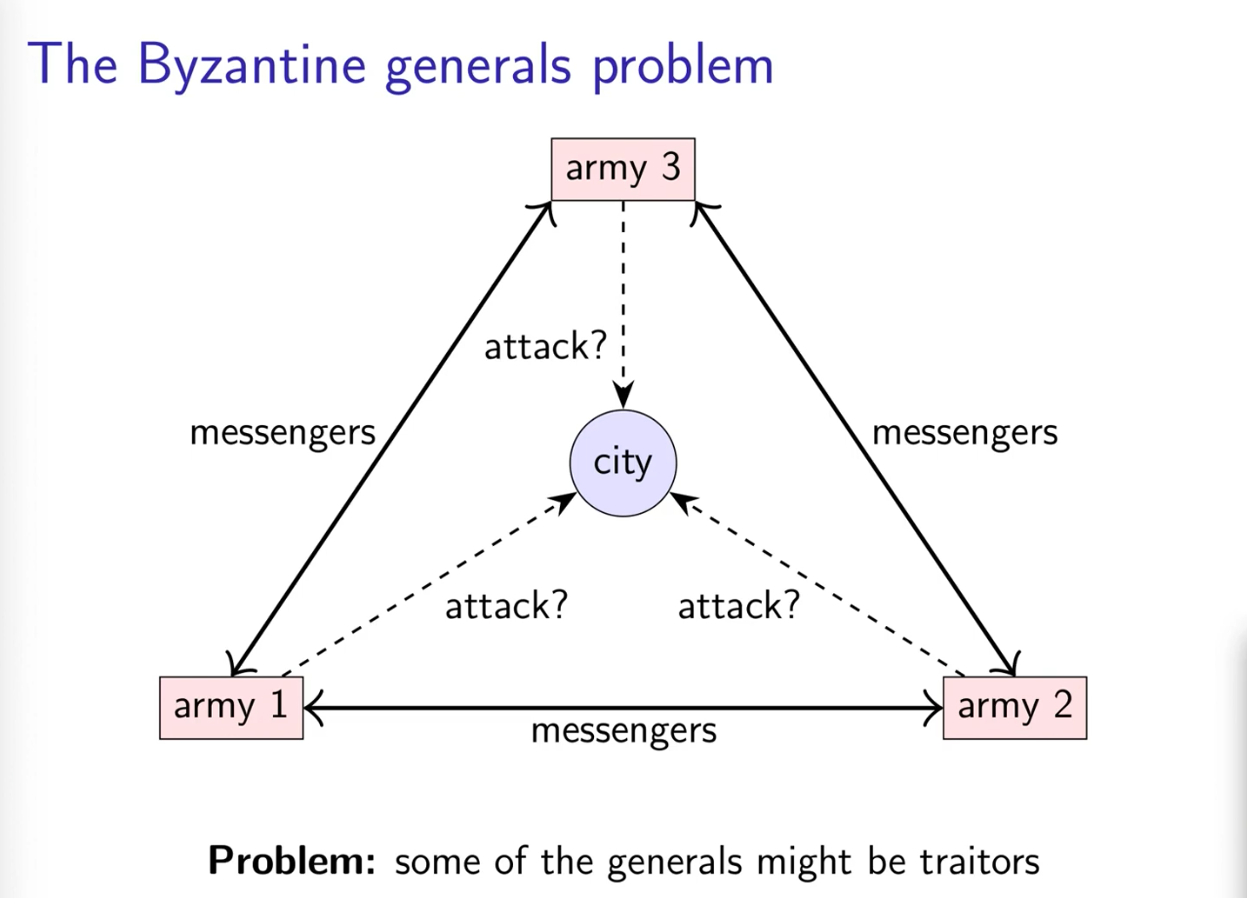 The Byzantine generals problem
army 3
attack?
messengers
messengers
city
attack?
attack?
army 1
army 2
messengers
Problem: some of the generals might be traitors